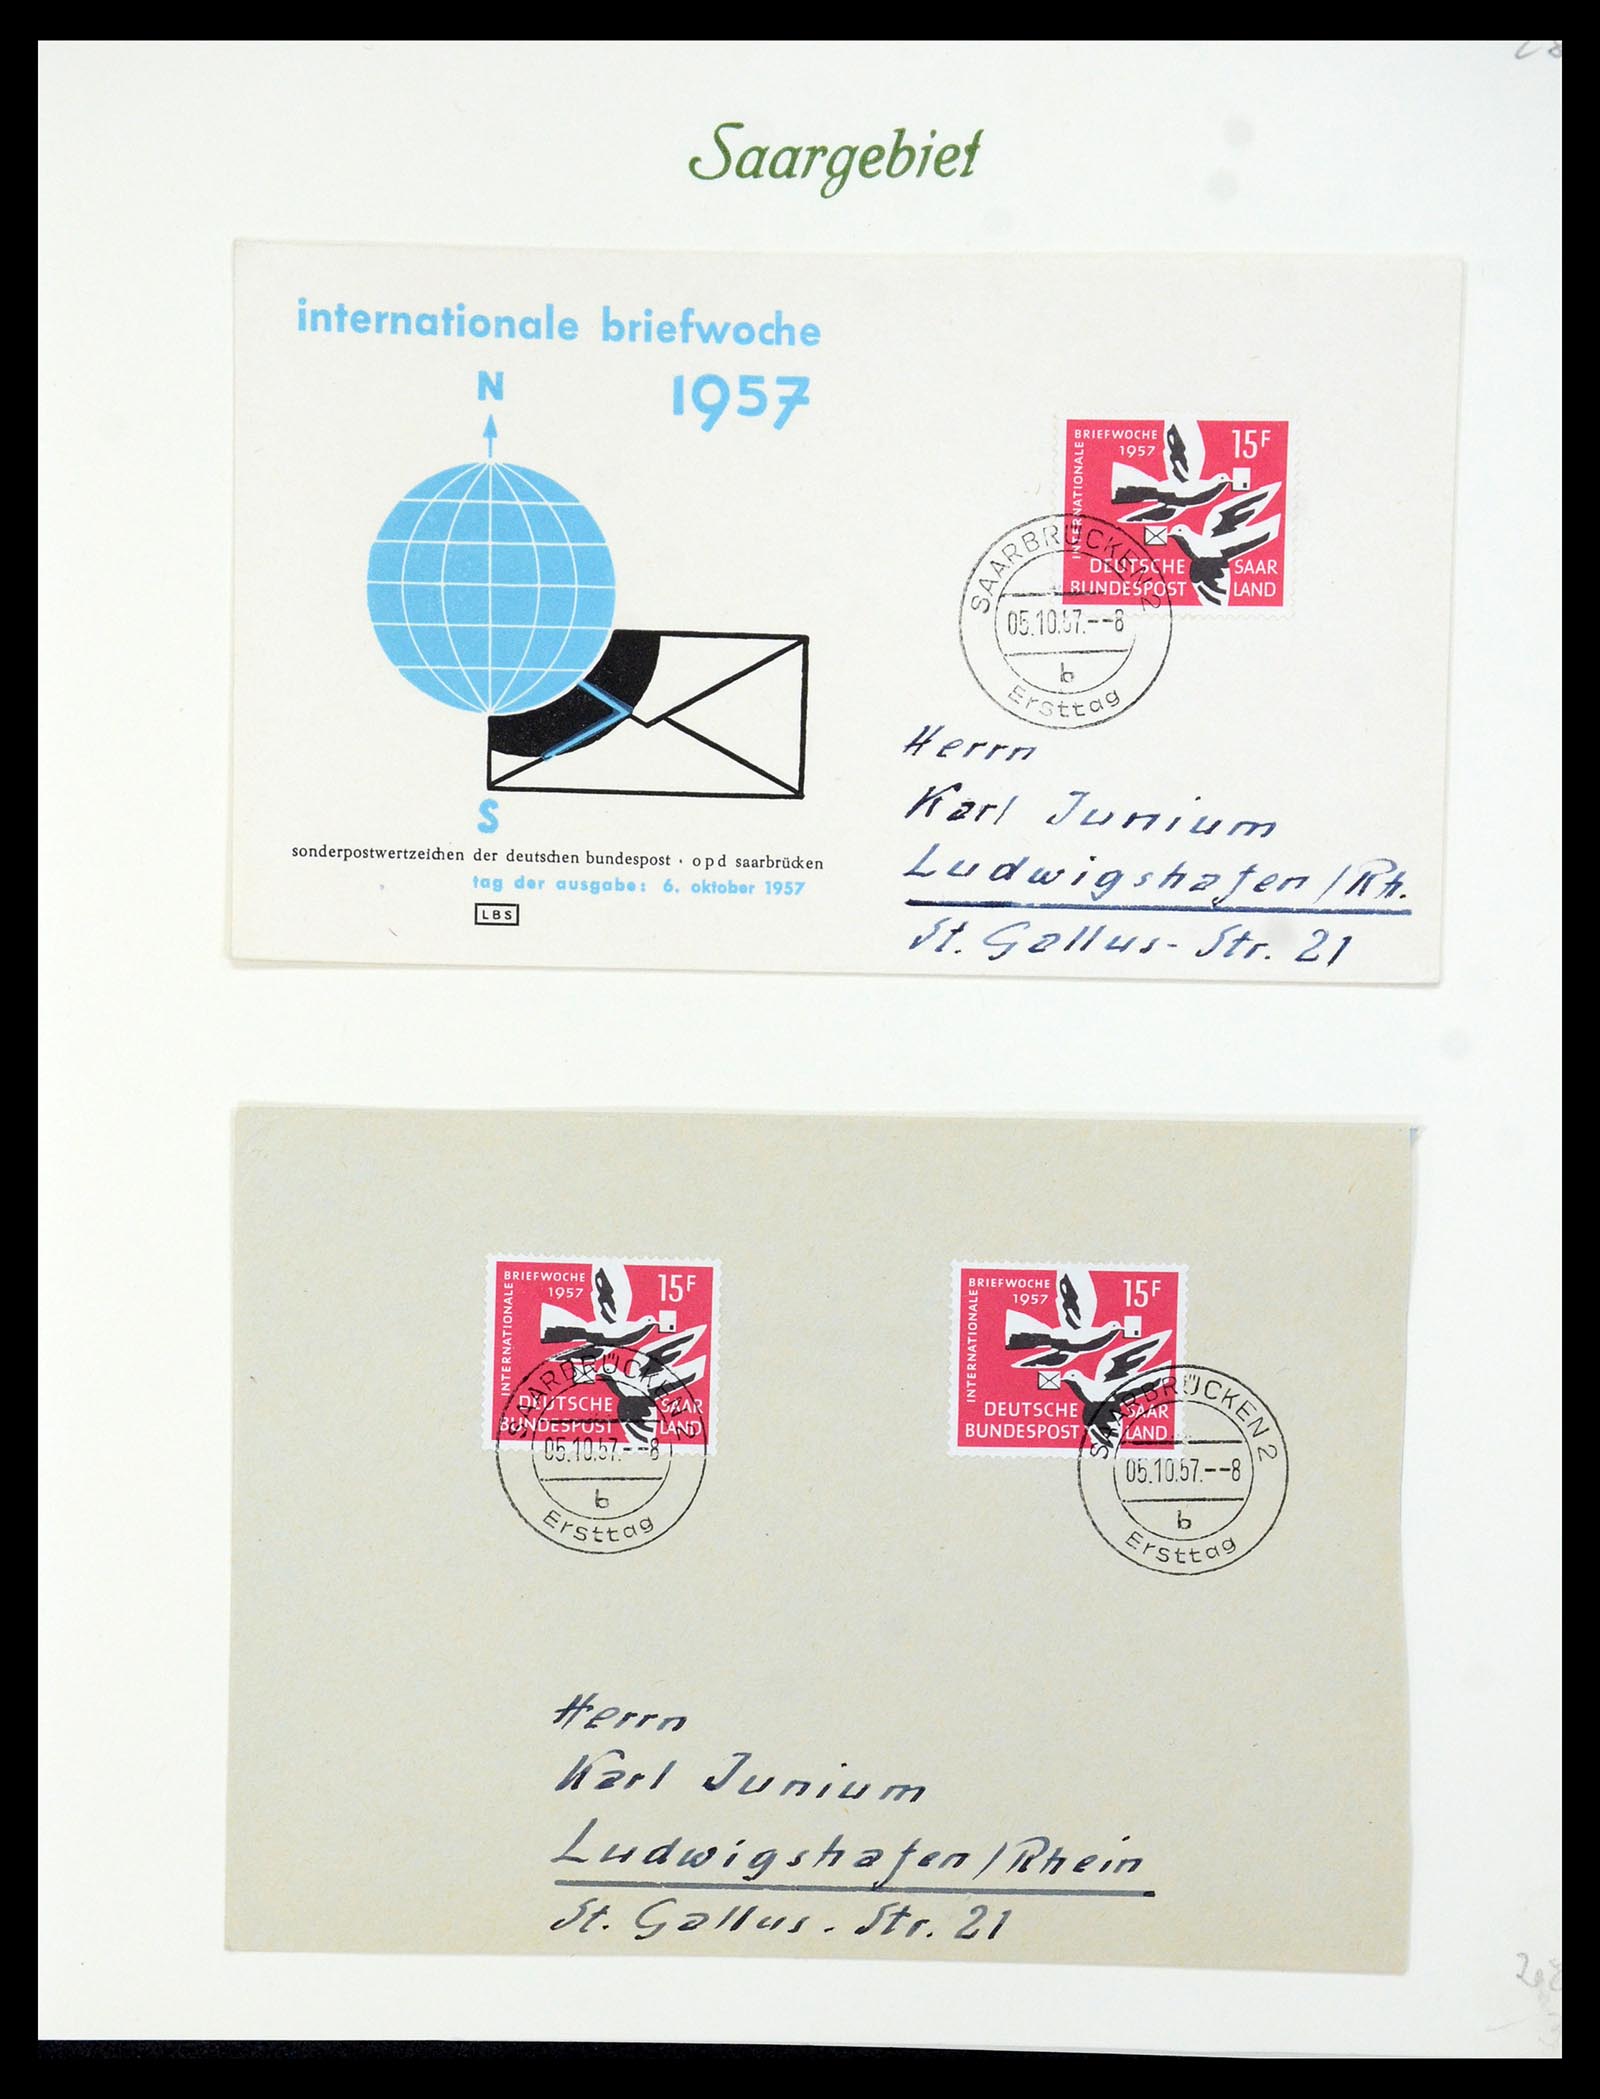 Saargebiet
internationale briefwoche
1957
N
S
sonderpostwertzeichen der deutschen bundespost · opd saarbrücken
tag der ausgabe: 6. oktober 1957
LBS
INTERNATIONALE
BRIEFWOCHE
1957
15F
DEUTSCHE
BUNDESPOST
SAAR
LAND
SAARBRÜCKEN 2
05.10.57.--8
b
Ersttag
Herrn
Karl Junium
Ludwigshafen/Rh.
St. Gallus-Str. 21
INTERNATIONALE
BRIEFWOCHE
1957
15F
DEUTSCHE
BUNDESPOST
SAAR
LAND
SAARBRÜCKEN 2
05.10.57.--8
b
Ersttag
INTERNATIONALE
BRIEFWOCHE
1957
15F
DEUTSCHE
BUNDESPOST
SAAR
LAND
SAARBRÜCKEN 2
05.10.57.--8
b
Ersttag
Herrn
Karl Junium
Ludwigshafen/Rhein
St. Gallus-Str. 21